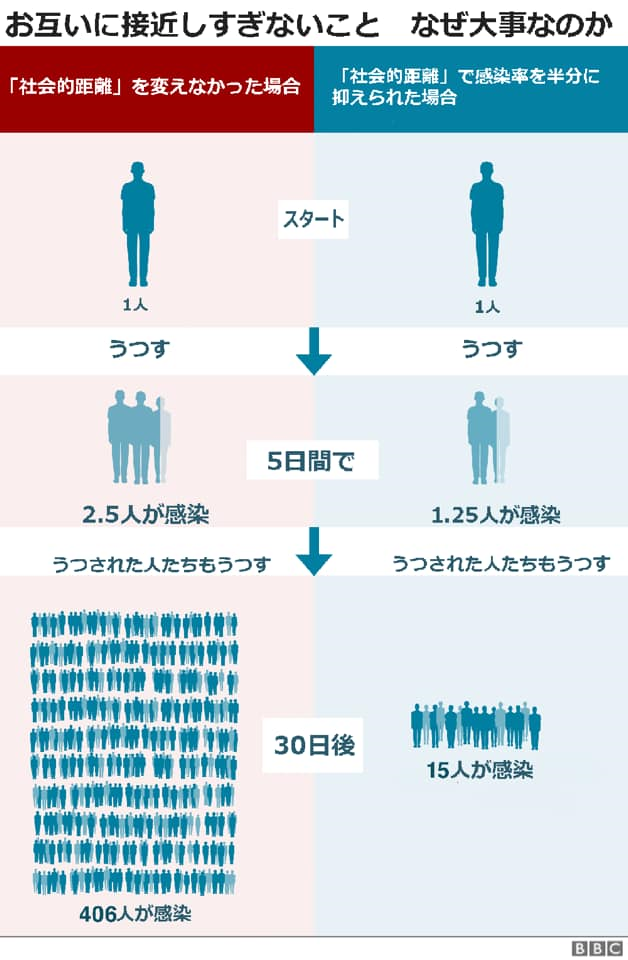 お互いに接近しすぎないこと　なぜ大事なのか
「社会的距離」を変えなかった場合
「社会的距離」で感染率を半分に
抑えられた場合
スタート
1人
1人
うつす
うつす
5日間で
2.5人が感染
1.25人が感染
うつされた人たちもうつす
うつされた人たちもうつす
30日後
15人が感染
406人が感染
BBC